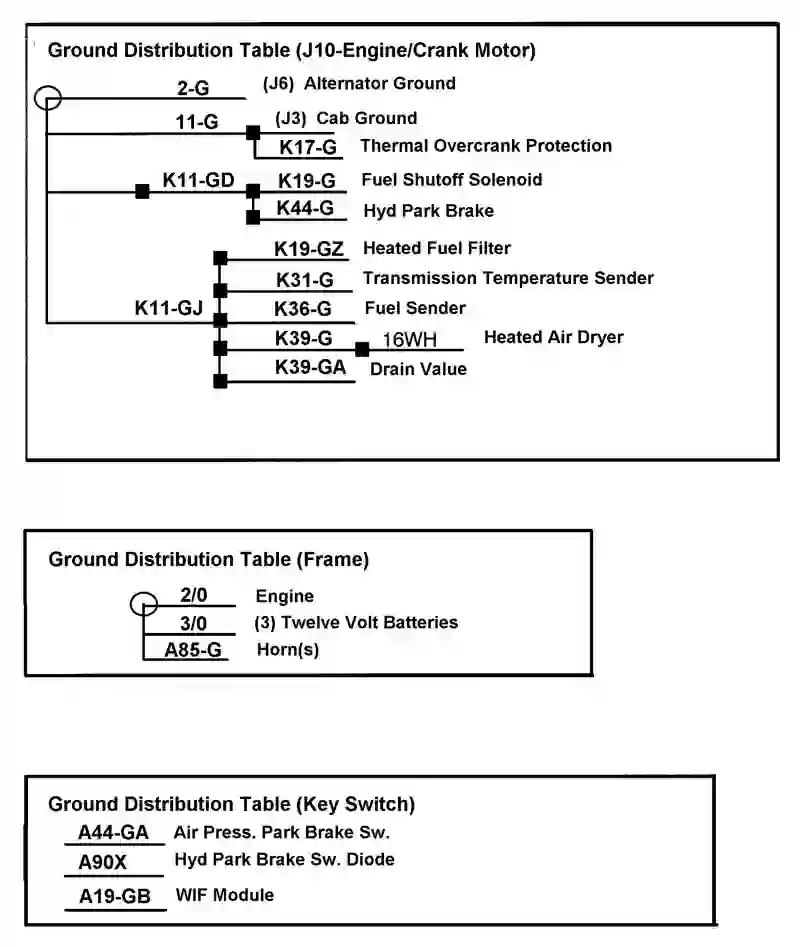 Ground Distribution Table (J10-Engine/Crank Motor)
2-G (J6) Alternator Ground
11-G (J3) Cab Ground
K17-G Thermal Overcrank Protection
K11-GD K19-G Fuel Shutoff Solenoid
K44-G Hyd Park Brake
K19-GZ Heated Fuel Filter
K31-G Transmission Temperature Sender
K11-GJ K36-G Fuel Sender
K39-G 16WH Heated Air Dryer
K39-GA Drain Value
Ground Distribution Table (Frame)
2/0 Engine
3/0 (3) Twelve Volt Batteries
A85-G Horn(s)
Ground Distribution Table (Key Switch)
A44-GA Air Press. Park Brake Sw.
A90X Hyd Park Brake Sw. Diode
A19-GB WIF Module